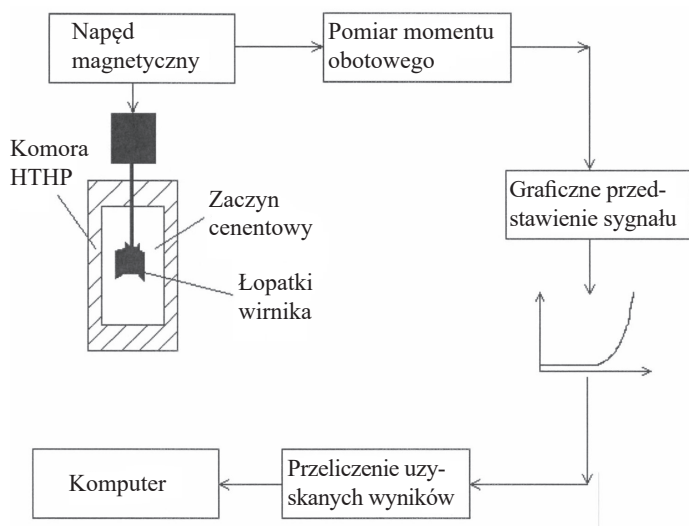 Napęd
magnetyczny
Pomiar momentu
obotowego
Komora
HTHP
Zaczyn
cenentowy
Łopatki
wirnika
Graficzne przed-
stawienie sygnału
Przeliczenie uzy-
skanych wyników
Komputer